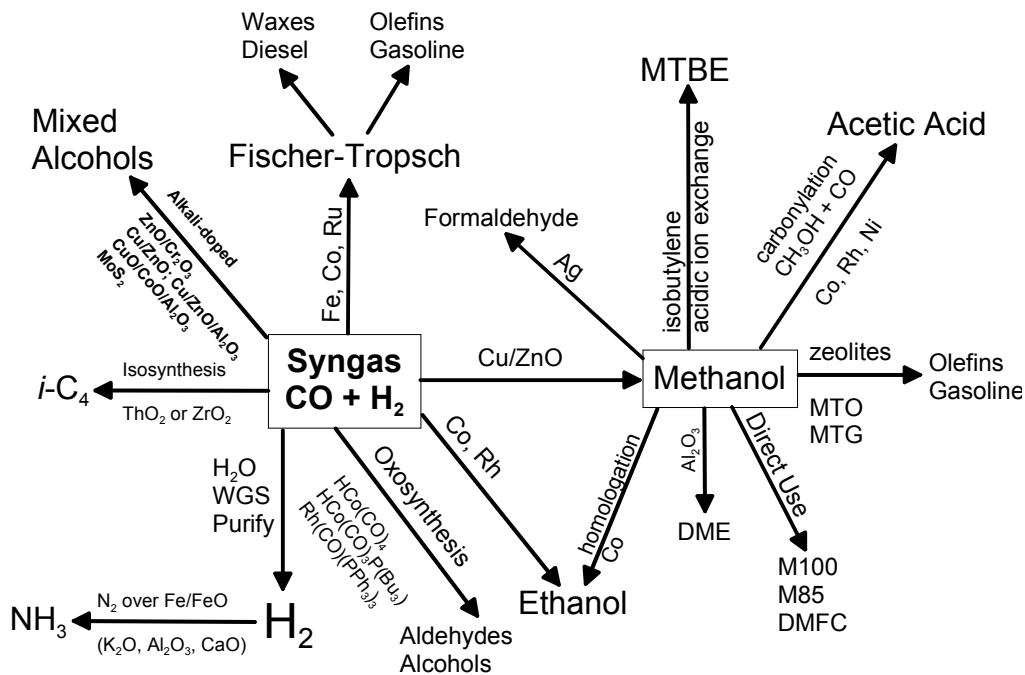 Waxes
Diesel
Olefins
Gasoline
MTBE
Mixed
Alcohols
Fischer-Tropsch
Acetic Acid
Alkali-doped
ZnO/Cr₂O₃
Cu/ZnO; Cu/ZnO/Al₂O₃
CuO/CoO/Al₂O₃
MoS₂
Fe, Co, Ru
Formaldehyde
Ag
isobutylene
acidic ion exchange
carbonylation
CH₃OH + CO
Co, Rh, Ni
Syngas
CO + H₂
Cu/ZnO
Methanol
zeolites
Olefins
Gasoline
MTO
MTG
i-C₄
Isosynthesis
ThO₂ or ZrO₂
H₂O
WGS
Purify
Oxosynthesis
HCo(CO)₄
HCo(CO)₃P(Bu₃)
Rh(CO)(PPh₃)₃
Co, Rh
homologation
Co
Al₂O₃
DME
Direct Use
M100
M85
DMFC
Ethanol
Aldehydes
Alcohols
NH₃
N₂ over Fe/FeO
(K₂O, Al₂O₃, CaO)
H₂